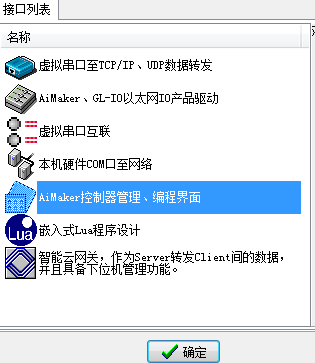 接口列表
名称
虚拟串口至TCP/IP、UDP数据转发
AiMaker、GL-IO以太网IO产品驱动
虚拟串口互联
本机硬件COM口至网络
AiMaker控制器管理、编程界面
Lua
嵌入式Lua程序设计
智能云网关，作为Server转发Client间的数据，
并且具备下位机管理功能。
确定